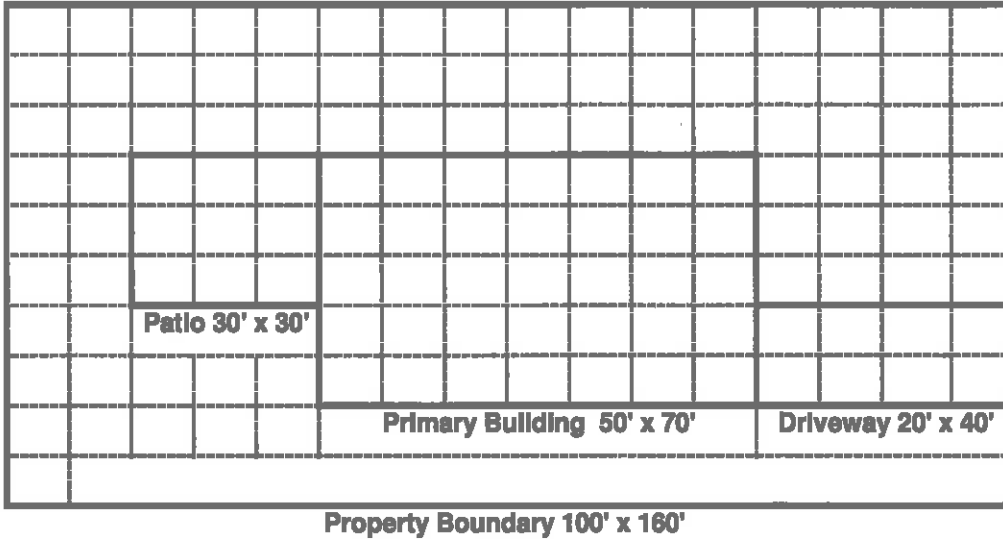 Patio 30' x 30'
Primary Building 50' x 70'
Driveway 20' x 40'
Property Boundary 100' x 160'